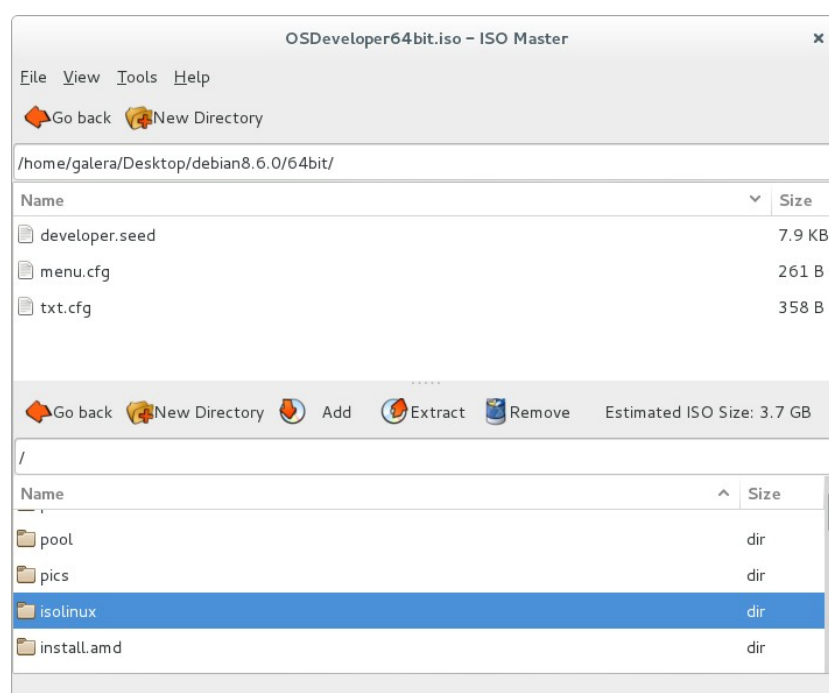 OSDeveloper64bit.iso – ISO Master
File View Tools Help
Go back New Directory
/home/galera/Desktop/debian8.6.0/64bit/
Name Size
developer.seed 7.9 KB
menu.cfg 261 B
txt.cfg 358 B
Go back New Directory Add Extract Remove Estimated ISO Size: 3.7 GB
/
Name Size
pool dir
pics dir
isolinux dir
install.amd dir